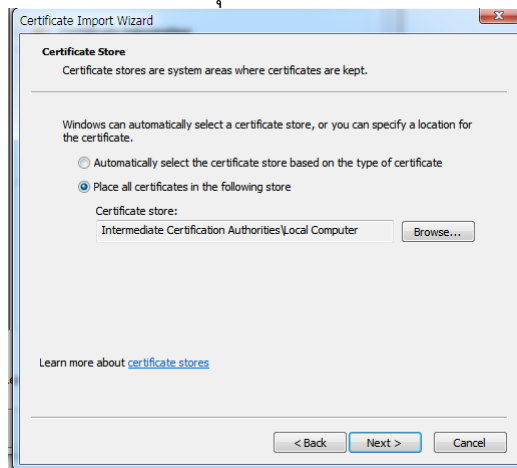 Certificate Import Wizard
Certificate Store
Certificate stores are system areas where certificates are kept.
Windows can automatically select a certificate store, or you can specify a location for
the certificate.
Automatically select the certificate store based on the type of certificate
Place all certificates in the following store
Certificate store:
Intermediate Certification Authorities\Local Computer
Browse...
Learn more about certificate stores
< Back
Next >
Cancel